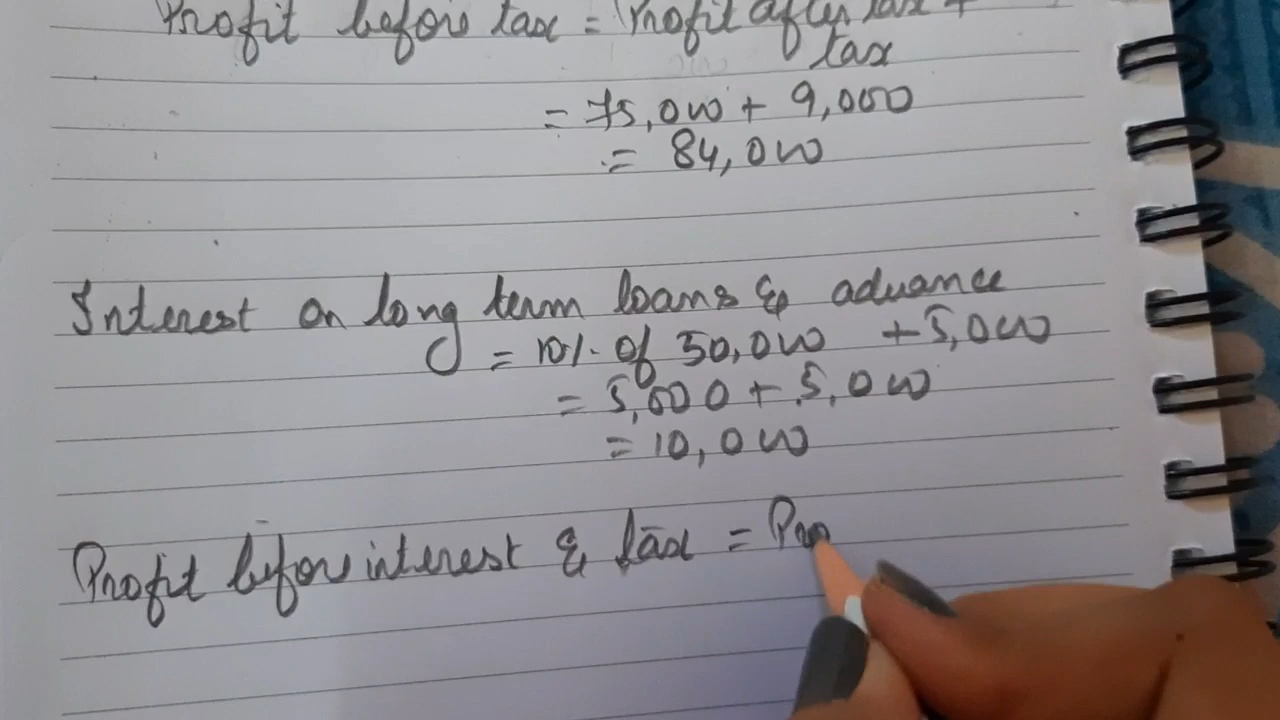 Profit before tax = Profit after tax +
tax
= 75,000 + 9,000
= 84,000
Interest on long term loans & advance
= 10%. of 50,000 + 5,000
= 5,000 + 5,000
= 10,000
Profit before interest & tax = Pro